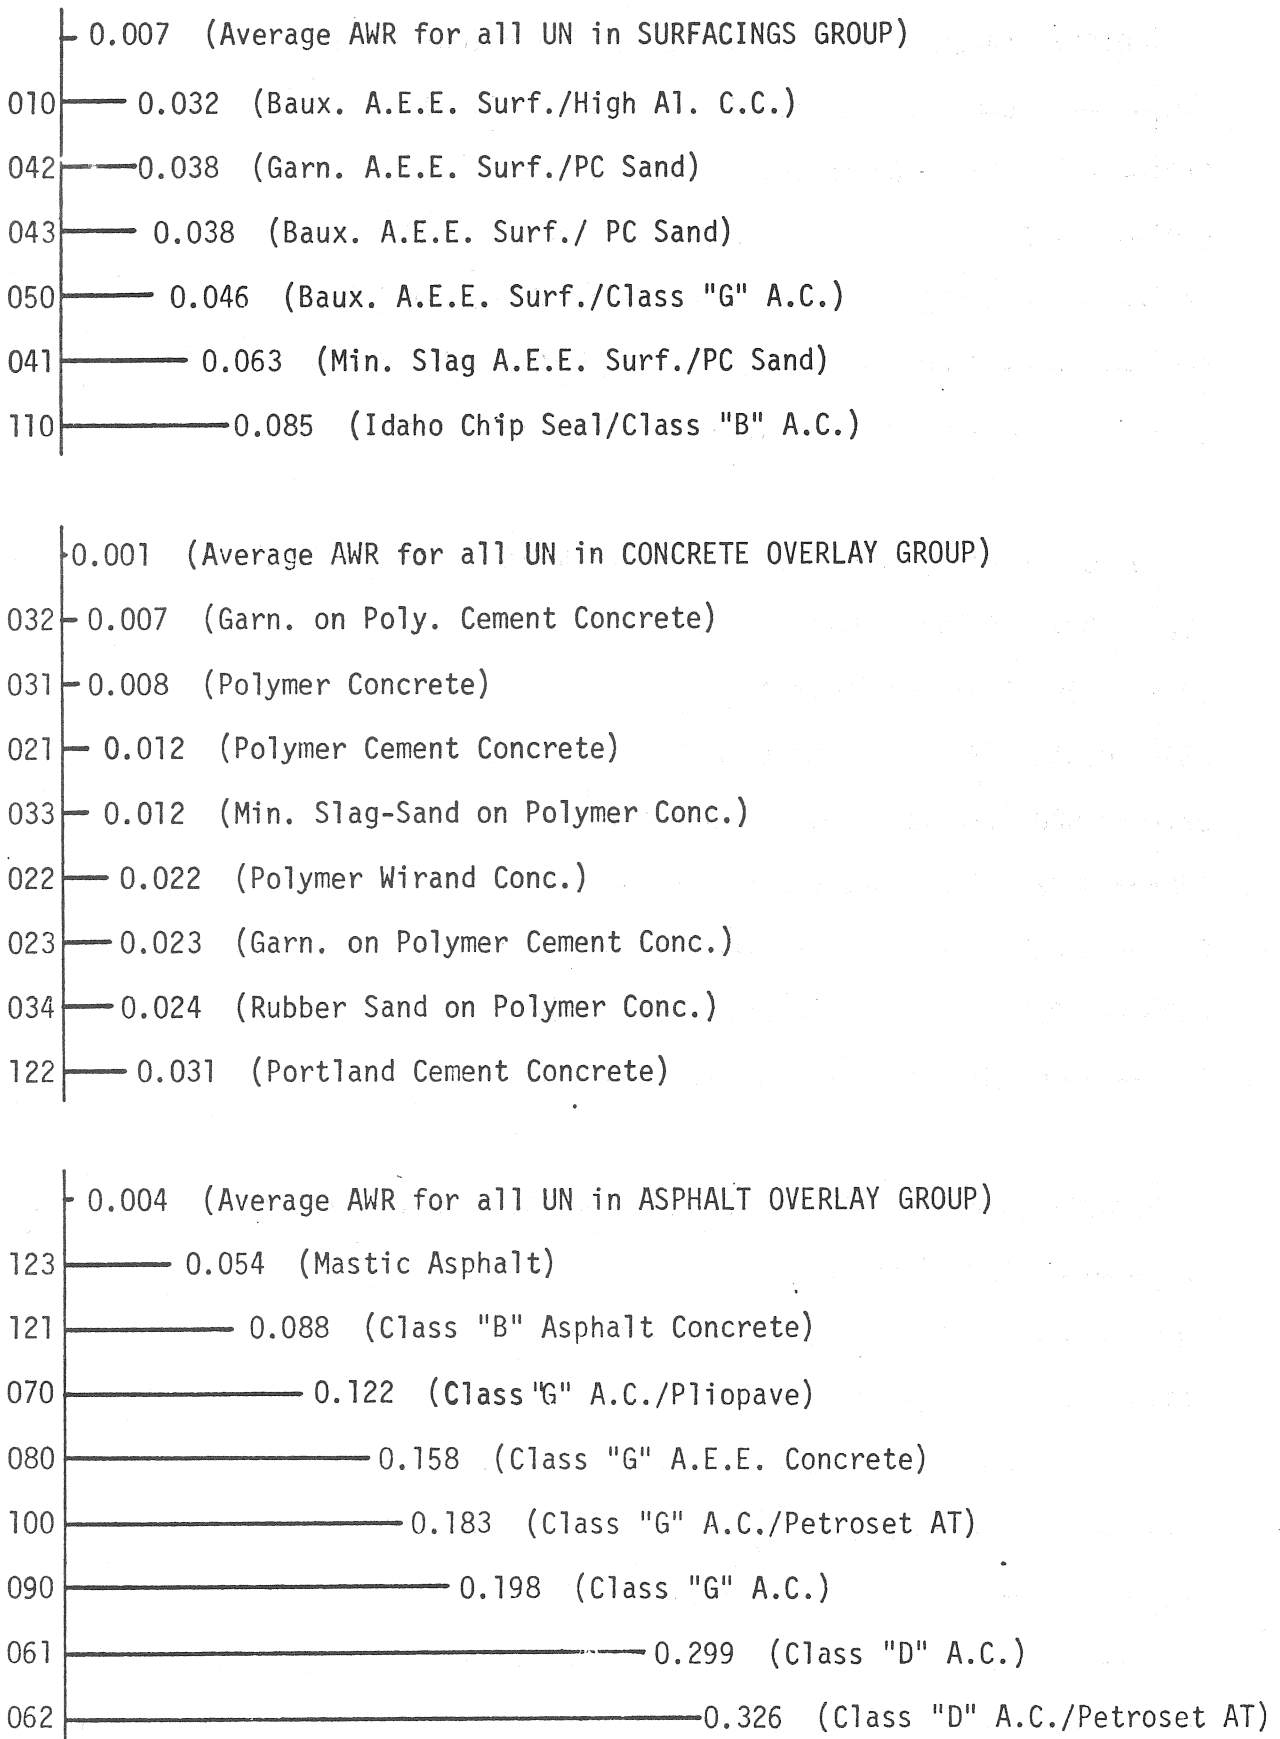 0.007 (Average AWR for all UN in SURFACINGS GROUP)
010 0.032 (Baux. A.E.E. Surf./High Al. C.C.)
042 0.038 (Garn. A.E.E. Surf./PC Sand)
043 0.038 (Baux. A.E.E. Surf./ PC Sand)
050 0.046 (Baux. A.E.E. Surf./Class "G" A.C.)
041 0.063 (Min. Slag A.E.E. Surf./PC Sand)
110 0.085 (Idaho Chip Seal/Class "B" A.C.)
0.001 (Average AWR for all UN in CONCRETE OVERLAY GROUP)
032 0.007 (Garn. on Poly. Cement Concrete)
031 0.008 (Polymer Concrete)
021 0.012 (Polymer Cement Concrete)
033 0.012 (Min. Slag-Sand on Polymer Conc.)
022 0.022 (Polymer Wirand Conc.)
023 0.023 (Garn. on Polymer Cement Conc.)
034 0.024 (Rubber Sand on Polymer Conc.)
122 0.031 (Portland Cement Concrete)
0.004 (Average AWR for all UN in ASPHALT OVERLAY GROUP)
123 0.054 (Mastic Asphalt)
121 0.088 (Class "B" Asphalt Concrete)
070 0.122 (Class "G" A.C./Pliopave)
080 0.158 (Class "G" A.E.E. Concrete)
100 0.183 (Class "G" A.C./Petroset AT)
090 0.198 (Class "G" A.C.)
061 0.299 (Class "D" A.C.)
062 0.326 (Class "D" A.C./Petroset AT)